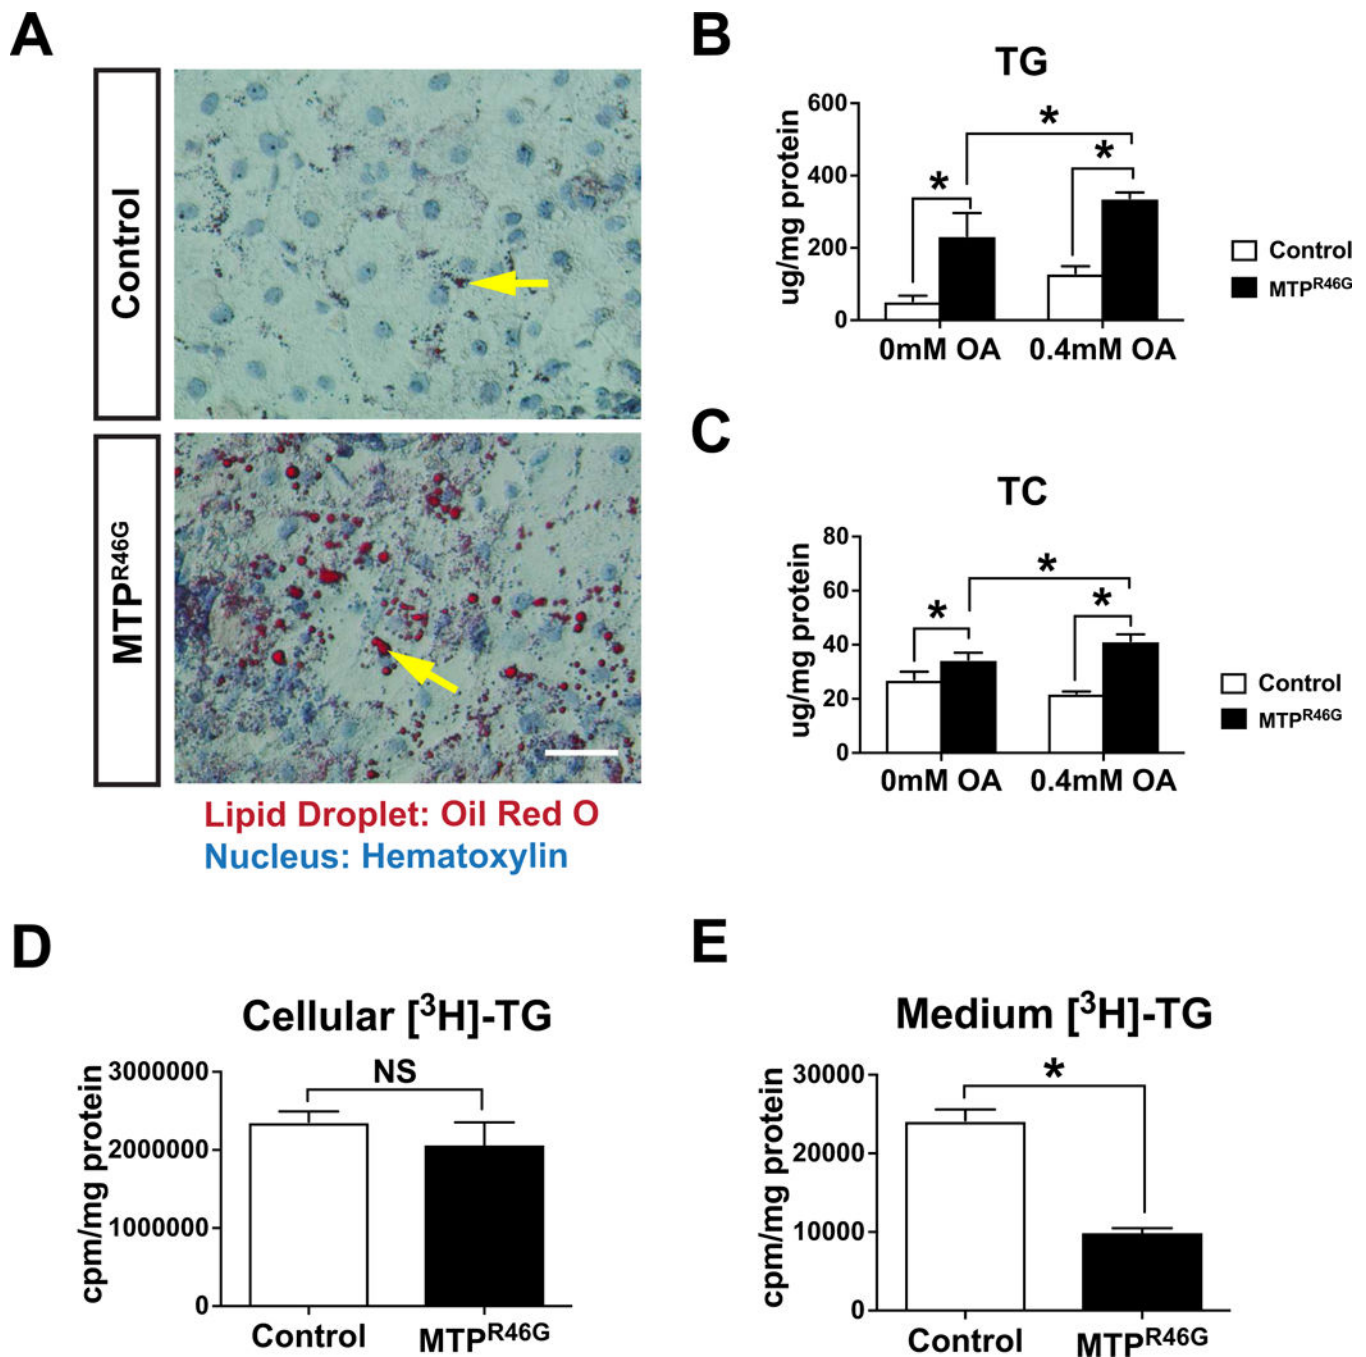 A
Control
MTPR46G
Lipid Droplet: Oil Red O
Nucleus: Hematoxylin
B
TG
ug/mg protein
600
400
200
0
*
*
*
0mM OA
0.4mM OA
Control
MTPR46G
C
TC
ug/mg protein
80
60
40
20
0
*
*
*
0mM OA
0.4mM OA
Control
MTPR46G
D
Cellular [3H]-TG
cpm/mg protein
3000000
2000000
1000000
0
NS
Control
MTPR46G
E
Medium [3H]-TG
cpm/mg protein
30000
20000
10000
0
*
Control
MTPR46G